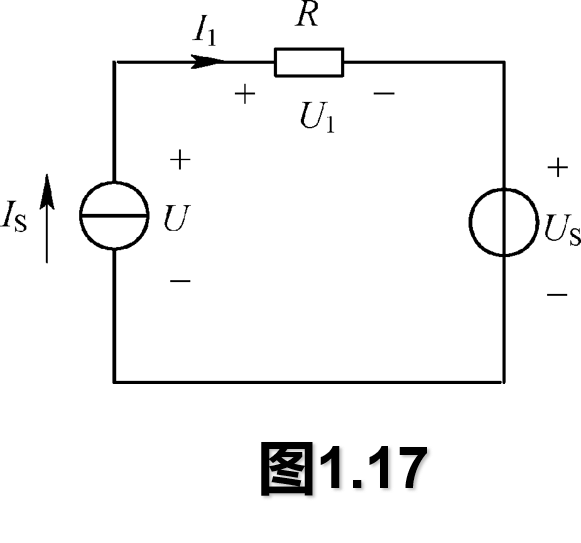 R
I1
+ −
U1
+ +
IS U US
− −
图1.17